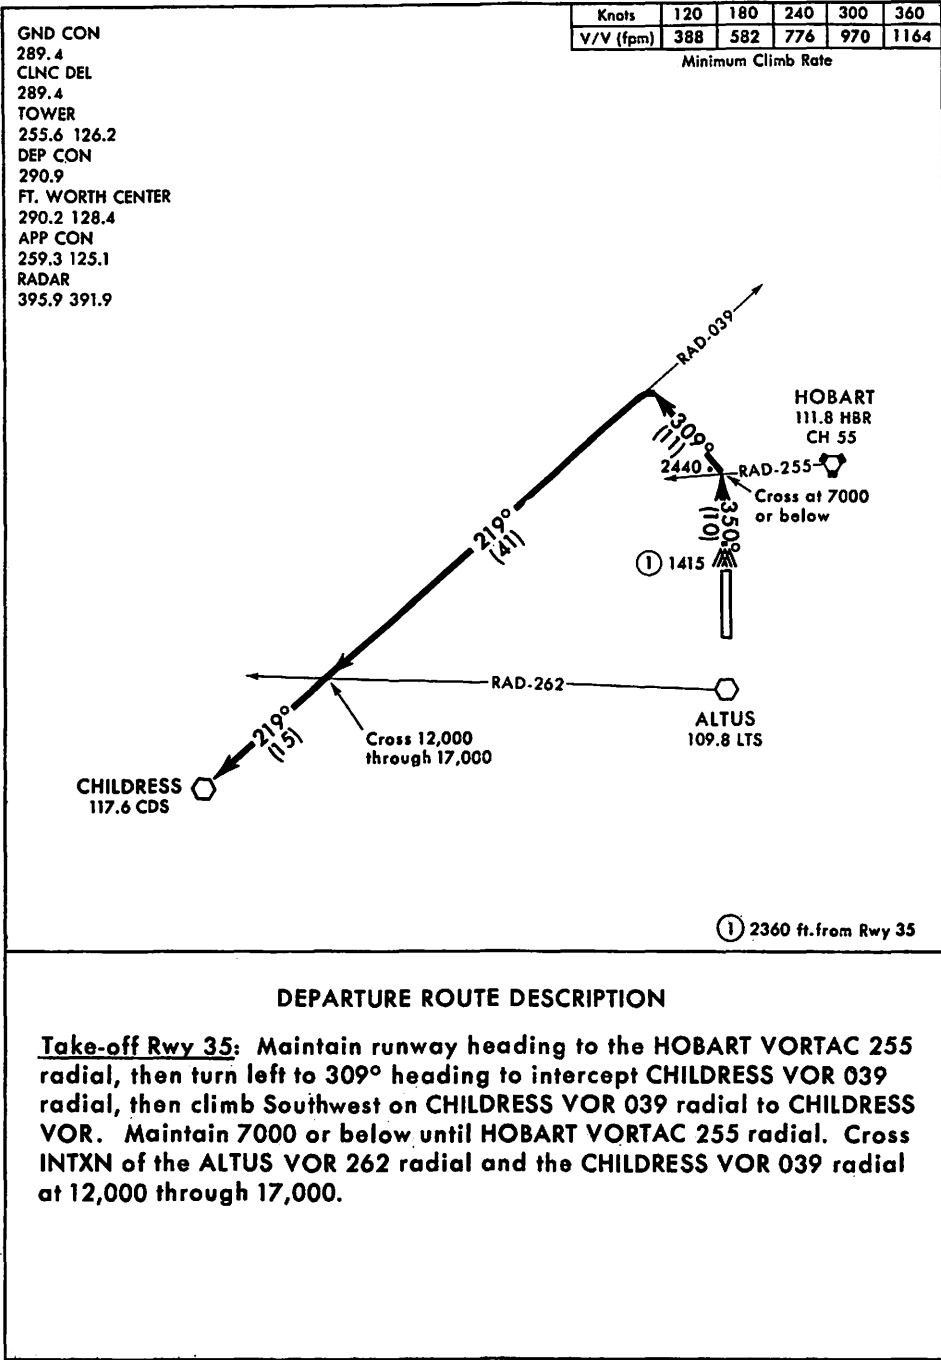 Knots 120 180 240 300 360
V/V (fpm) 388 582 776 970 1164
Minimum Climb Rate
GND CON
289.4
CLNC DEL
289.4
TOWER
255.6 126.2
DEP CON
290.9
FT. WORTH CENTER
290.2 128.4
APP CON
259.3 125.1
RADAR
395.9 391.9
RAD-039
HOBART
111.8 HBR
CH 55
309°
(11)
2440
RAD-255
Cross at 7000
or below
350°
(10)
1 1415
219°
(41)
RAD-262
ALTUS
109.8 LTS
Cross 12,000
through 17,000
219°
(15)
CHILDRESS
117.6 CDS
1 2360 ft. from Rwy 35
DEPARTURE ROUTE DESCRIPTION
Take-off Rwy 35: Maintain runway heading to the HOBART VORTAC 255
radial, then turn left to 309° heading to intercept CHILDRESS VOR 039
radial, then climb Southwest on CHILDRESS VOR 039 radial to CHILDRESS
VOR. Maintain 7000 or below until HOBART VORTAC 255 radial. Cross
INTXN of the ALTUS VOR 262 radial and the CHILDRESS VOR 039 radial
at 12,000 through 17,000.